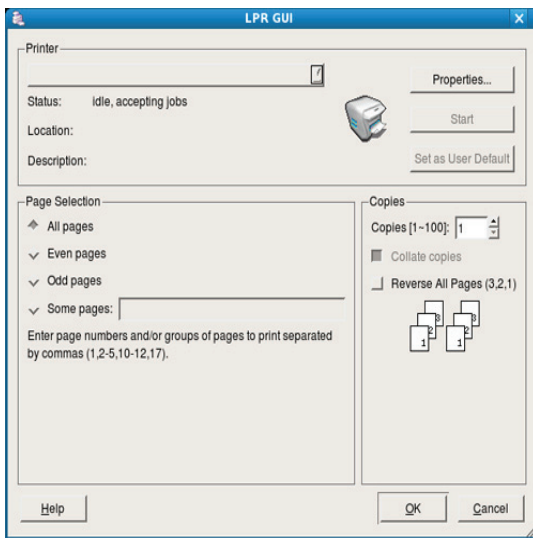 LPR GUI
Printer
Properties...
Status: idle, accepting jobs
Start
Location:
Description:
Set as User Default
Page Selection
All pages
Even pages
Odd pages
Some pages:
Enter page numbers and/or groups of pages to print separated
by commas (1,2-5,10-12,17).
Copies
Copies [1~100]: 1
Collate copies
Reverse All Pages (3,2,1)
3 3
2 2
1 1
Help
OK
Cancel